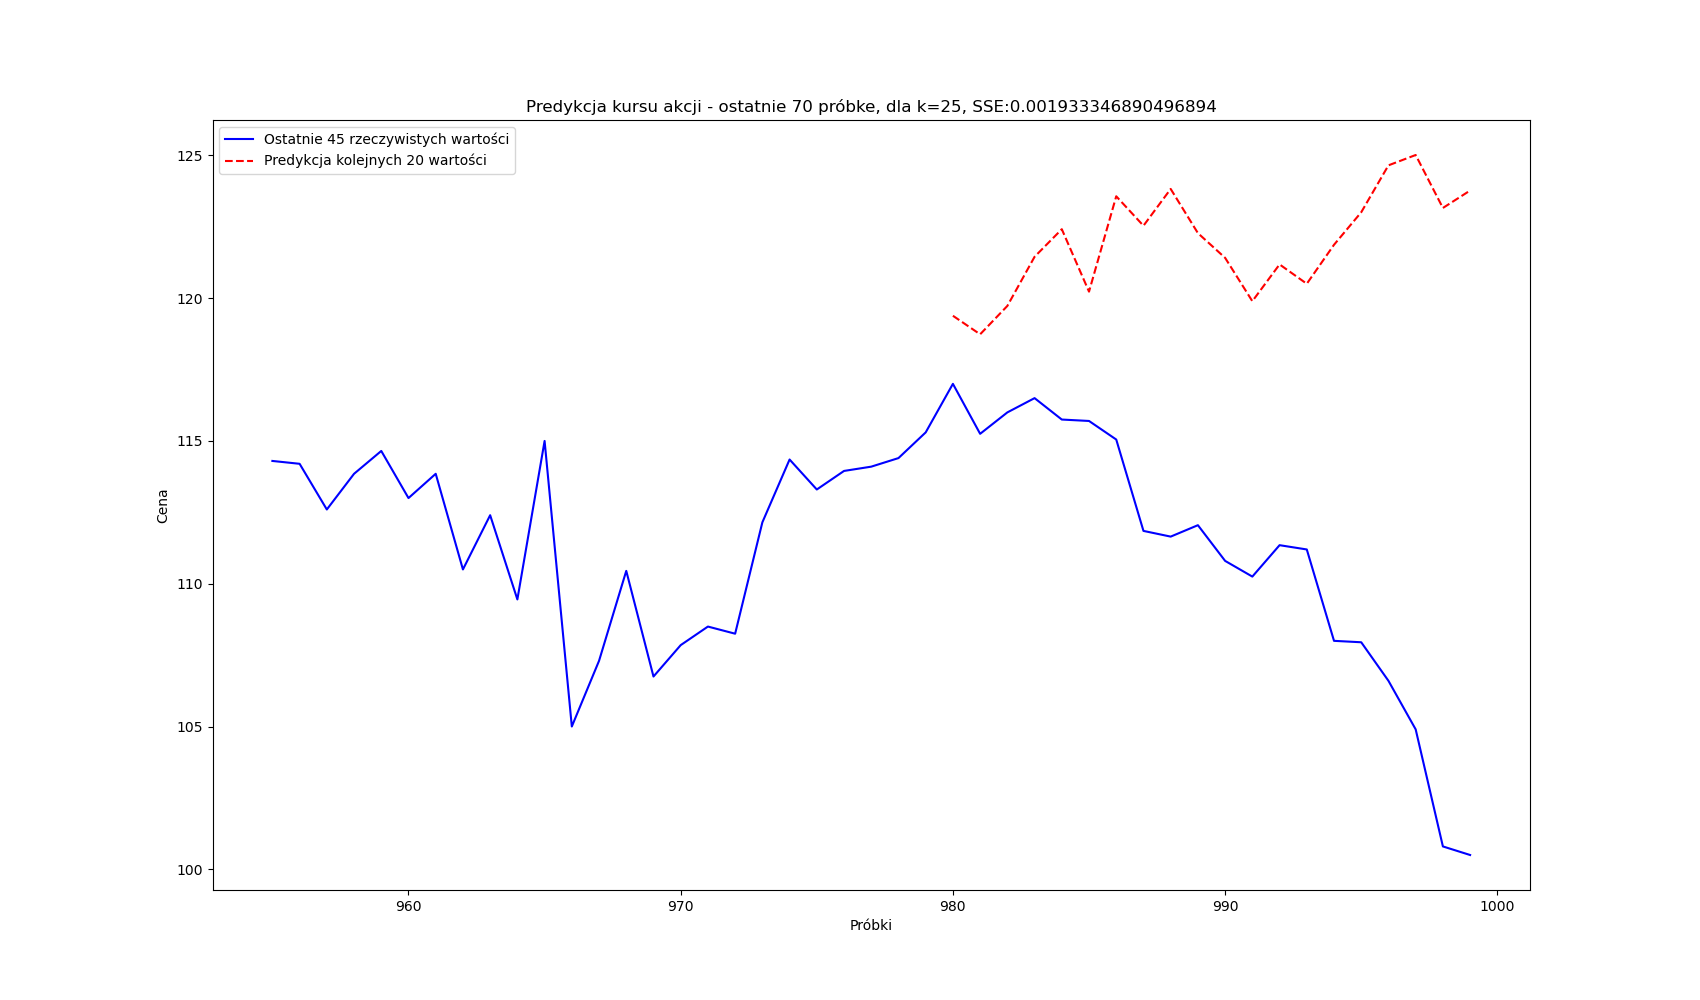 Predykcja kursu akcji - ostatnie 70 próbke, dla k=25, SSE:0.001933346890496894
Ostatnie 45 rzeczywistych wartości
Predykcja kolejnych 20 wartości
125
120
115
110
105
100
Cena
960
970
980
990
1000
Próbki